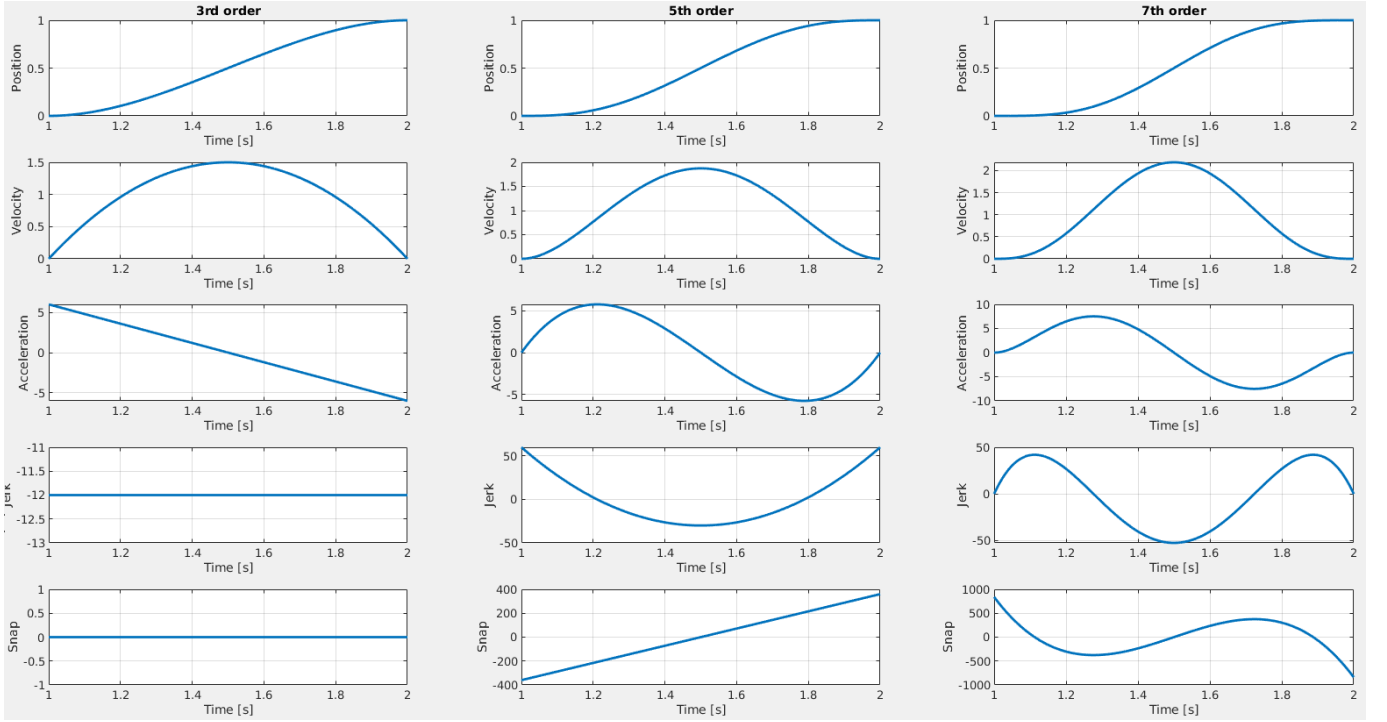 3rd order 5th order 7th order
Position 1 0.5 0 Position 1 0.5 0 Position 1 0.5 0
1 1.2 1.4 1.6 1.8 2 1 1.2 1.4 1.6 1.8 2 1 1.2 1.4 1.6 1.8 2
Time [s] Time [s] Time [s]
Velocity 1.5 1 0.5 0 Velocity 2 1.5 1 0.5 0 Velocity 2 1.5 1 0.5 0
1 1.2 1.4 1.6 1.8 2 1 1.2 1.4 1.6 1.8 2 1 1.2 1.4 1.6 1.8 2
Time [s] Time [s] Time [s]
Acceleration 5 0 -5 Acceleration 5 0 -5 Acceleration 10 5 0 -5 -10
1 1.2 1.4 1.6 1.8 2 1 1.2 1.4 1.6 1.8 2 1 1.2 1.4 1.6 1.8 2
Time [s] Time [s] Time [s]
Jerk -11 -11.5 -12 -12.5 -13 Jerk 50 0 -50 Jerk 50 0 -50
1 1.2 1.4 1.6 1.8 2 1 1.2 1.4 1.6 1.8 2 1 1.2 1.4 1.6 1.8 2
Time [s] Time [s] Time [s]
Snap 1 0.5 0 -0.5 -1 Snap 400 200 0 -200 -400 Snap 1000 500 0 -500 -1000
1 1.2 1.4 1.6 1.8 2 1 1.2 1.4 1.6 1.8 2 1 1.2 1.4 1.6 1.8 2
Time [s] Time [s] Time [s]